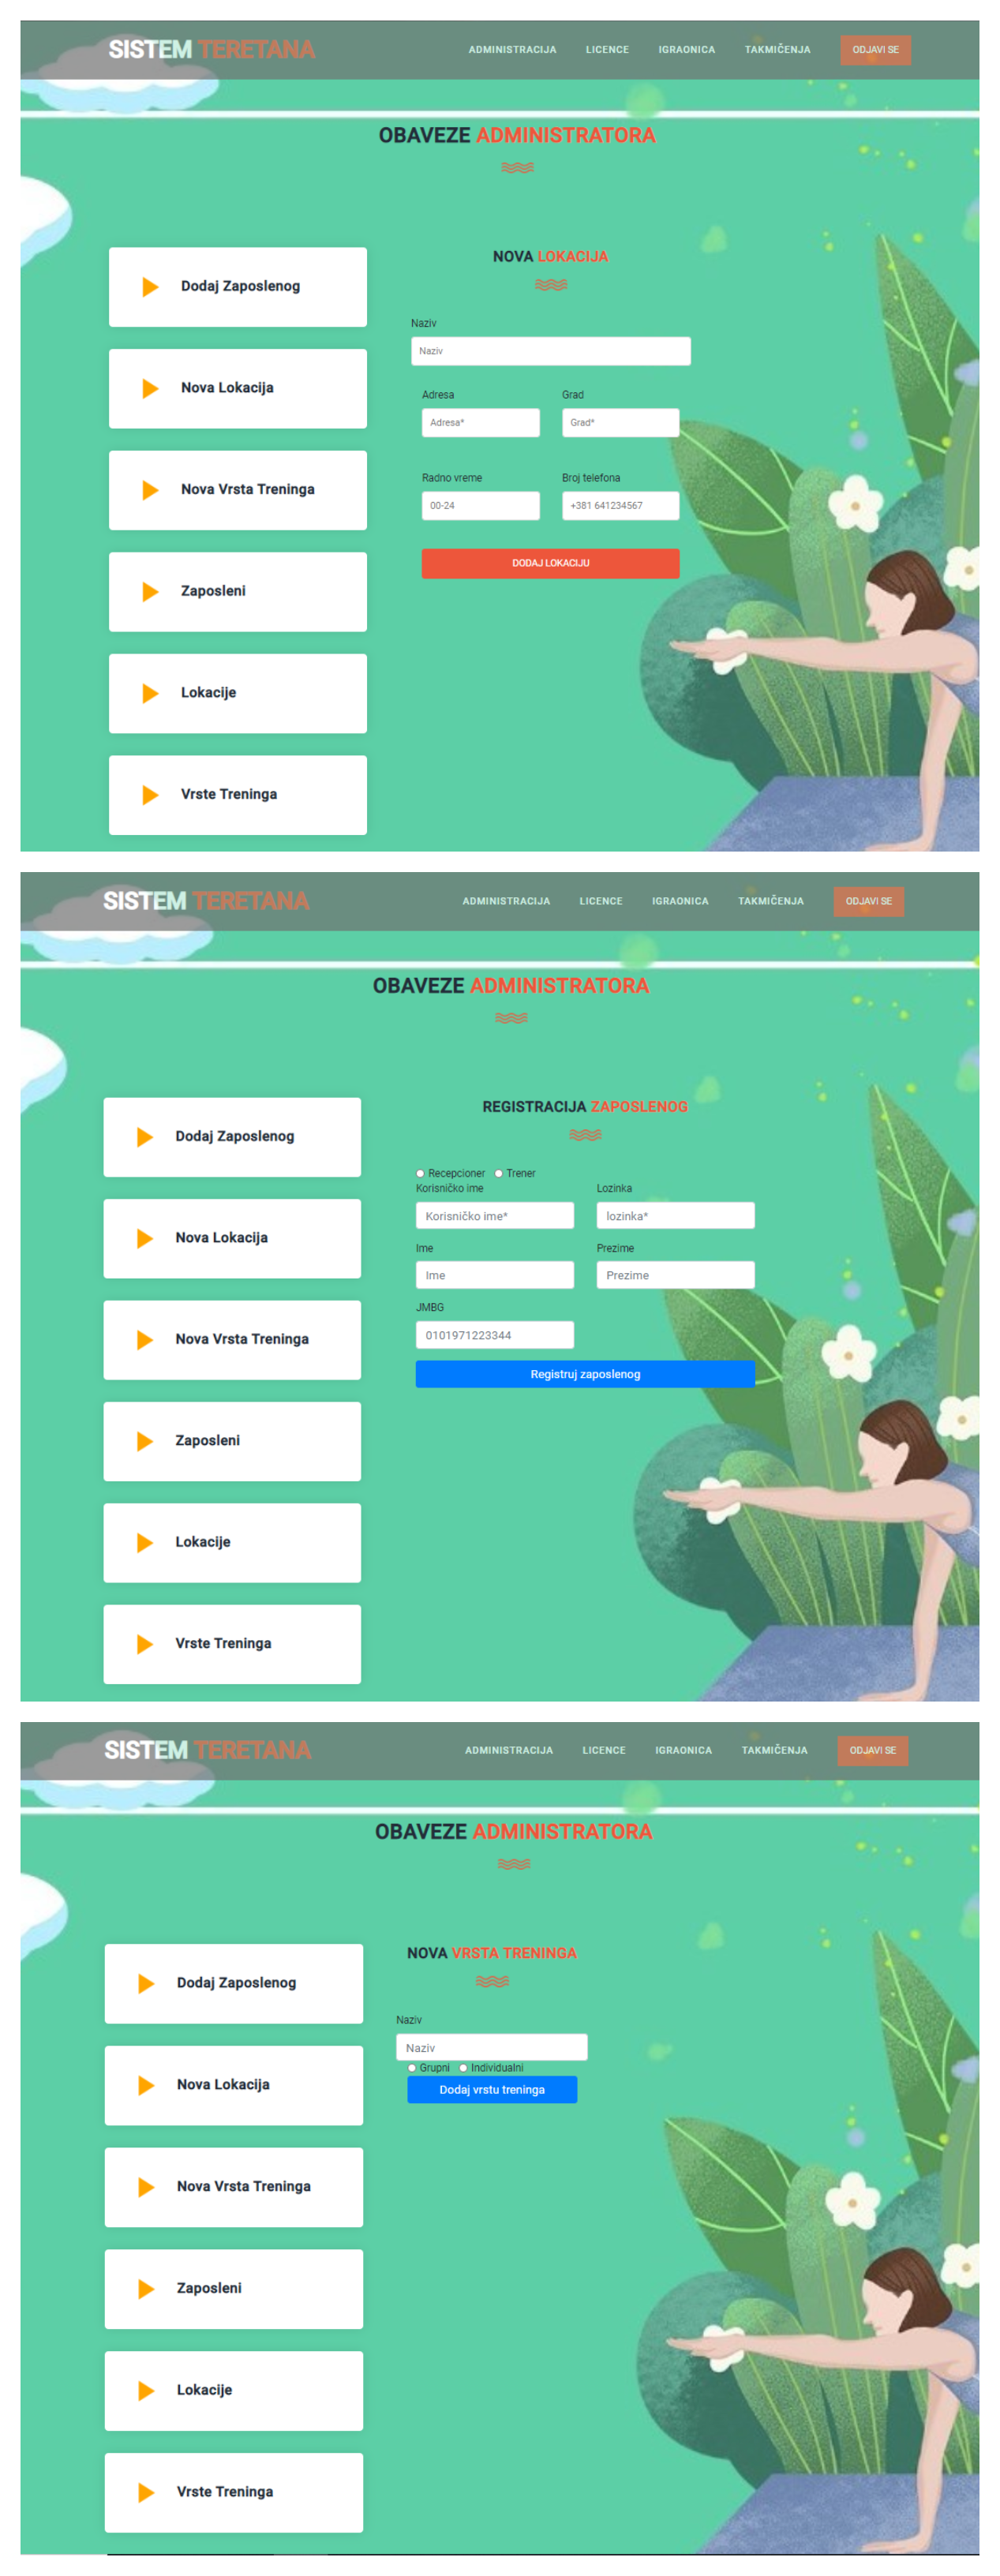 SISTEM TERETANA
ADMINISTRACIJA LICENCE IGRAONICA TAKMIČENJA ODJAVI SE
OBAVEZE ADMINISTRATORA
Dodaj Zaposlenog
Nova Lokacija
Nova Vrsta Treninga
Zaposleni
Lokacije
Vrste Treninga
NOVA LOKACIJA
Naziv
Naziv
Adresa Grad
Adresa* Grad*
Radno vreme Broj telefona
00-24 +381 641234567
DODAJ LOKACIJU
SISTEM TERETANA
ADMINISTRACIJA LICENCE IGRAONICA TAKMIČENJA ODJAVI SE
OBAVEZE ADMINISTRATORA
Dodaj Zaposlenog
Nova Lokacija
Nova Vrsta Treninga
Zaposleni
Lokacije
Vrste Treninga
REGISTRACIJA ZAPOSLENOG
Recepcioner Trener
Korisničko ime Lozinka
Korisničko ime* lozinka*
Ime Prezime
Ime Prezime
JMBG
0101971223344
Registruj zaposlenog
SISTEM TERETANA
ADMINISTRACIJA LICENCE IGRAONICA TAKMIČENJA ODJAVI SE
OBAVEZE ADMINISTRATORA
Dodaj Zaposlenog
Nova Lokacija
Nova Vrsta Treninga
Zaposleni
Lokacije
Vrste Treninga
NOVA VRSTA TRENINGA
Naziv
Naziv
Grupni Individualni
Dodaj vrstu treninga